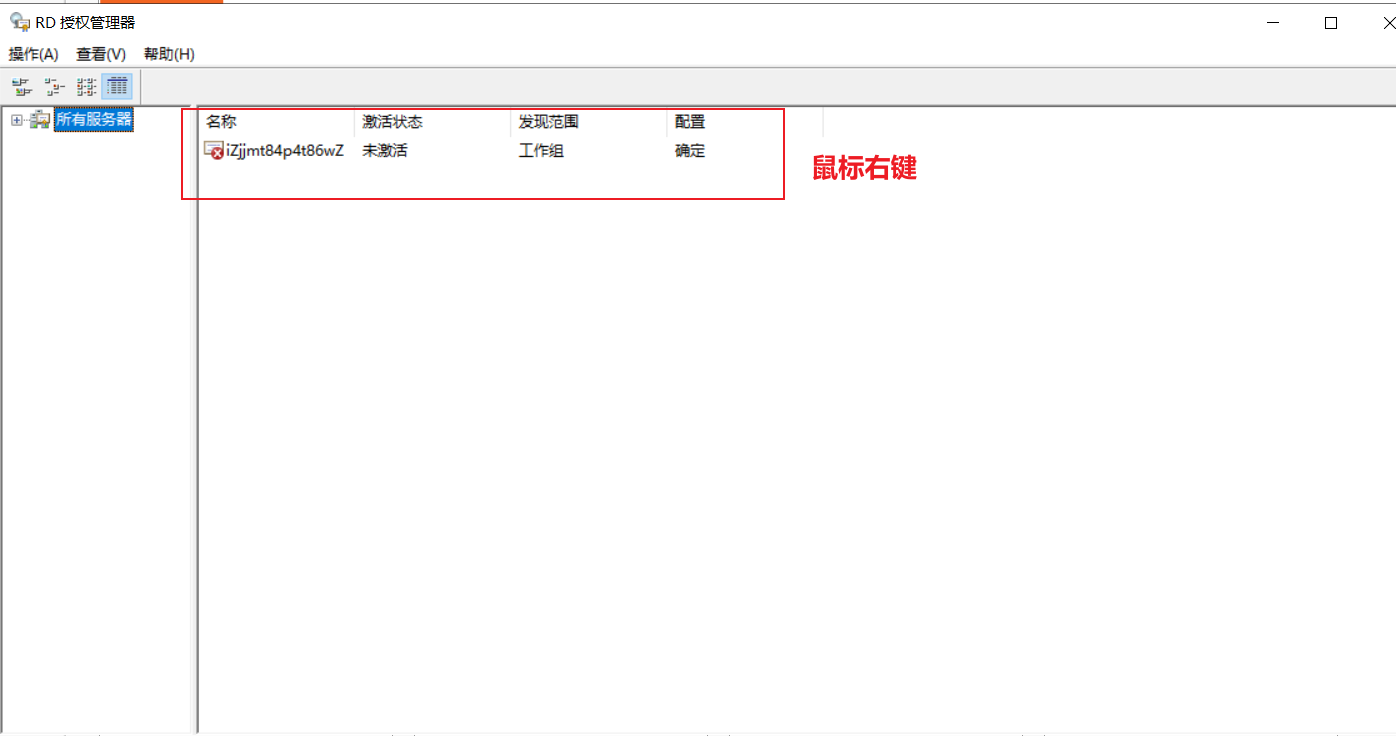 RD 授权管理器
操作(A) 查看(V) 帮助(H)
所有服务器
名称 激活状态 发现范围 配置
iZjjmt84p4t86wZ 未激活 工作组 确定
鼠标右键